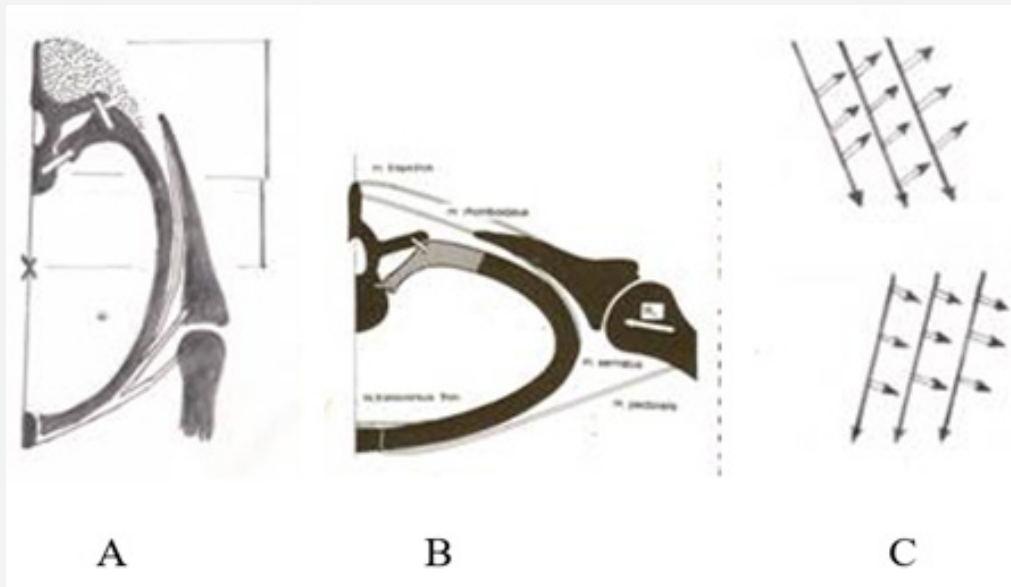 m. trapezius
m. rhomboideus
m. serratus
m. transversus thor.
m. pectoralis
A
B
C